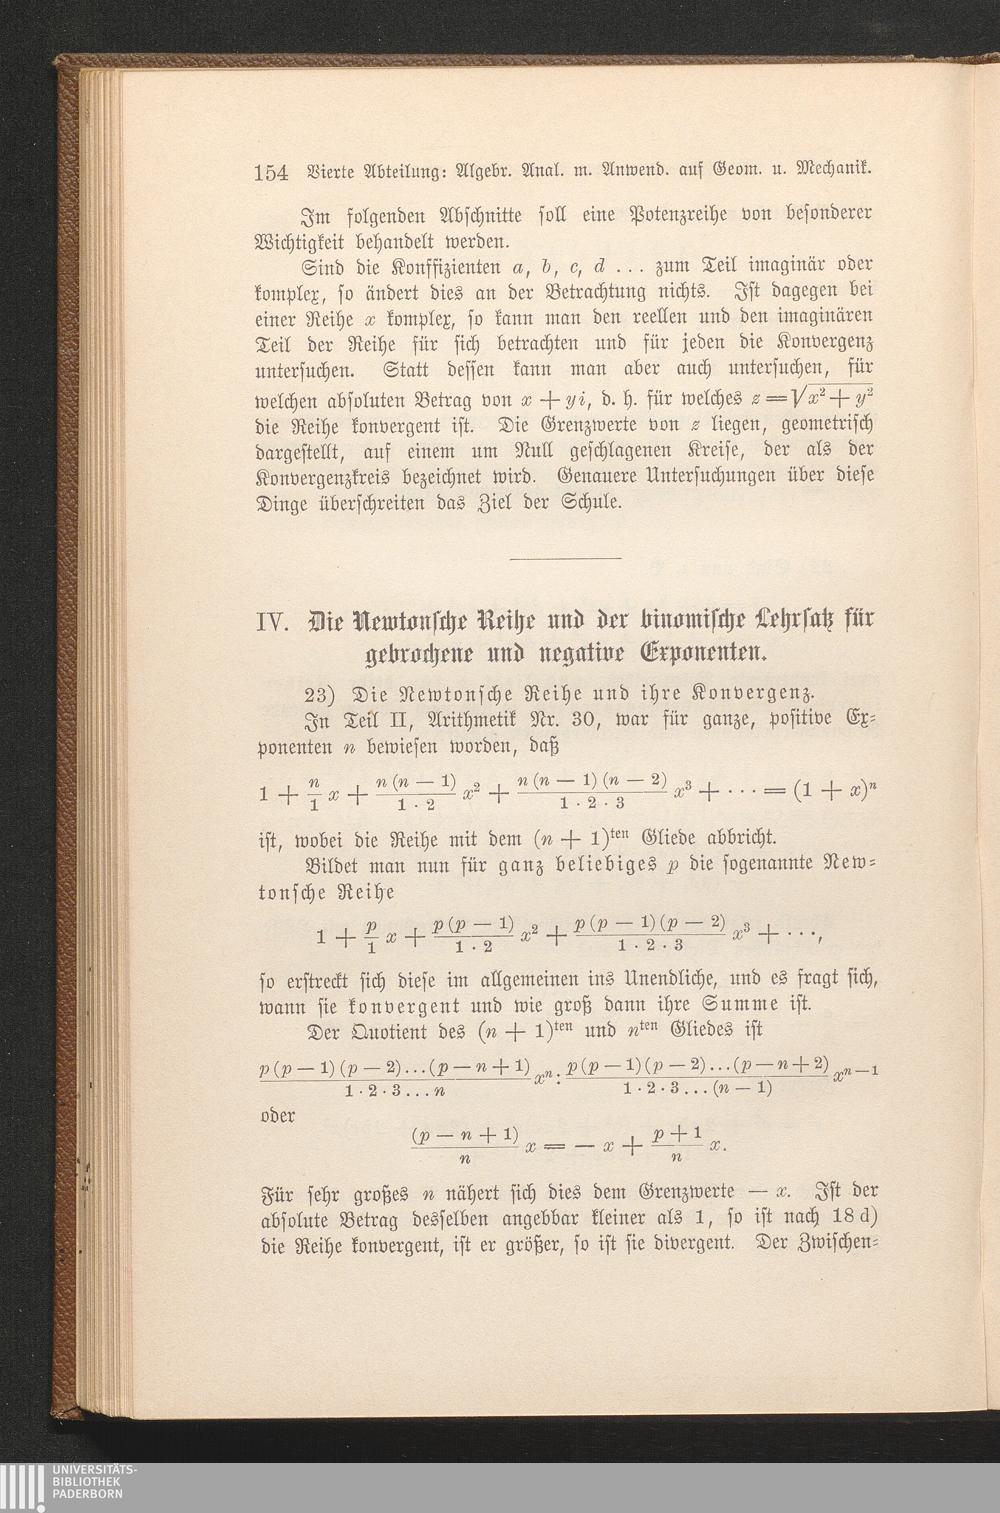 154 Vierte Abteilung: Algebr. Anal. m. Anwend. auf Geom. u. Mechanik.
Im folgenden Abschnitte soll eine Potenzreihe von besonderer
Wichtigkeit behandelt werden.
Sind die Konffizienten a, b, c, d ... zum Teil imaginär oder
komplex, so ändert dies an der Betrachtung nichts. Ist dagegen bei
einer Reihe x komplex, so kann man den reellen und den imaginären
Teil der Reihe für sich betrachten und für jeden die Konvergenz
untersuchen. Statt dessen kann man aber auch untersuchen, für
welchen absoluten Betrag von x + yi, d. h. für welches z = √(x² + y²)
die Reihe konvergent ist. Die Grenzwerte von z liegen, geometrisch
dargestellt, auf einem um Null geschlagenen Kreise, der als der
Konvergenzkreis bezeichnet wird. Genauere Untersuchungen über diese
Dinge überschreiten das Ziel der Schule.
IV. Die Newtonsche Reihe und der binomische Lehrsatz für
gebrochene und negative Exponenten.
23) Die Newtonsche Reihe und ihre Konvergenz.
In Teil II, Arithmetik Nr. 30, war für ganze, positive Ex-
ponenten n bewiesen worden, daß
1 + n/1 x + n(n — 1)/(1 · 2) x² + n(n — 1)(n — 2)/(1 · 2 · 3) x³ + · · · = (1 + x)ⁿ
ist, wobei die Reihe mit dem (n + 1)ten Gliede abbricht.
Bildet man nun für ganz beliebiges p die sogenannte New-
tonsche Reihe
1 + p/1 x + p(p — 1)/(1 · 2) x² + p(p — 1)(p — 2)/(1 · 2 · 3) x³ + · · ·,
so erstreckt sich diese im allgemeinen ins Unendliche, und es fragt sich,
wann sie konvergent und wie groß dann ihre Summe ist.
Der Quotient des (n + 1)ten und nten Gliedes ist
p(p — 1)(p — 2)...(p — n + 1)/(1 · 2 · 3 ... n) xⁿ : p(p — 1)(p — 2)...(p — n + 2)/(1 · 2 · 3 ... (n — 1)) xⁿ⁻¹
oder
(p — n + 1)/n x = — x + (p + 1)/n x.
Für sehr großes n nähert sich dies dem Grenzwerte — x. Ist der
absolute Betrag desselben angebbar kleiner als 1, so ist nach 18 d)
die Reihe konvergent, ist er größer, so ist sie divergent. Der Zwischen-
UNIVERSITÄTS-
BIBLIOTHEK
PADERBORN